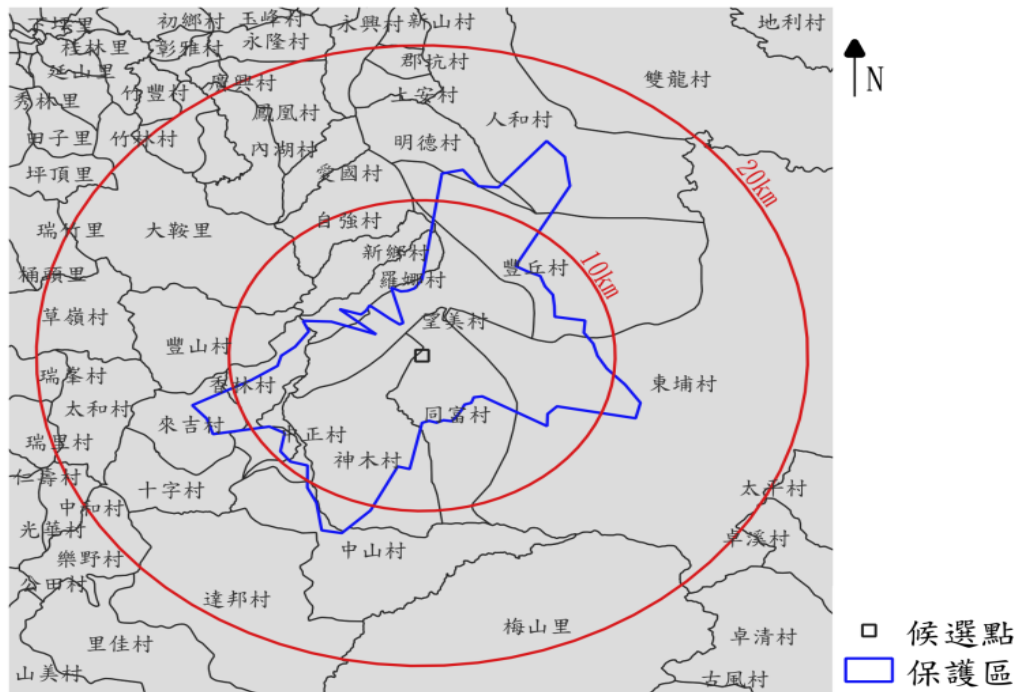 初鄉村
玉峰村
永興村
新山村
地利村
桂林里
彰雅村
永隆村
郡坑村
延山里
廣興村
雙龍村
秀林里
竹豐村
鳳凰村
上安村
人和村
田子里
竹林村
內湖村
明德村
坪頂里
愛國村
20km
瑞竹里
大鞍里
自強村
新鄉村
桶頭里
羅娜村
豐丘村
10km
草嶺村
望美村
豐山村
瑞峯村
香林村
東埔村
太和村
來吉村
同富村
瑞里村
中正村
神木村
仁壽村
十字村
太平村
中和村
光華村
中山村
卓溪村
樂野村
公田村
達邦村
梅山里
里佳村
卓清村
山美村
古風村
N
候選點
保護區